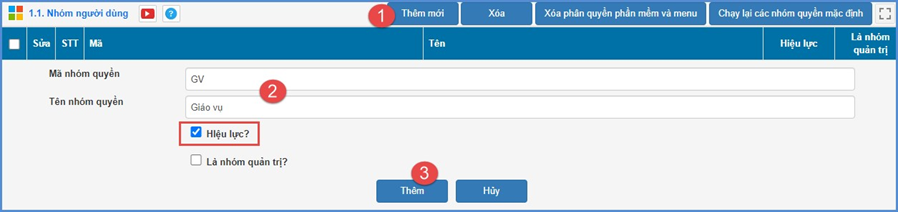 1.1. Nhóm người dùng ? 1 Thêm mới Xóa Xóa phân quyền phần mềm và menu Chạy lại các nhóm quyền mặc định
Sửa STT Mã Tên Hiệu lực Là nhóm quản trị
Mã nhóm quyền GV
2
Tên nhóm quyền Giáo vụ
Hiệu lực?
Là nhóm quản trị?
3
Thêm Hủy